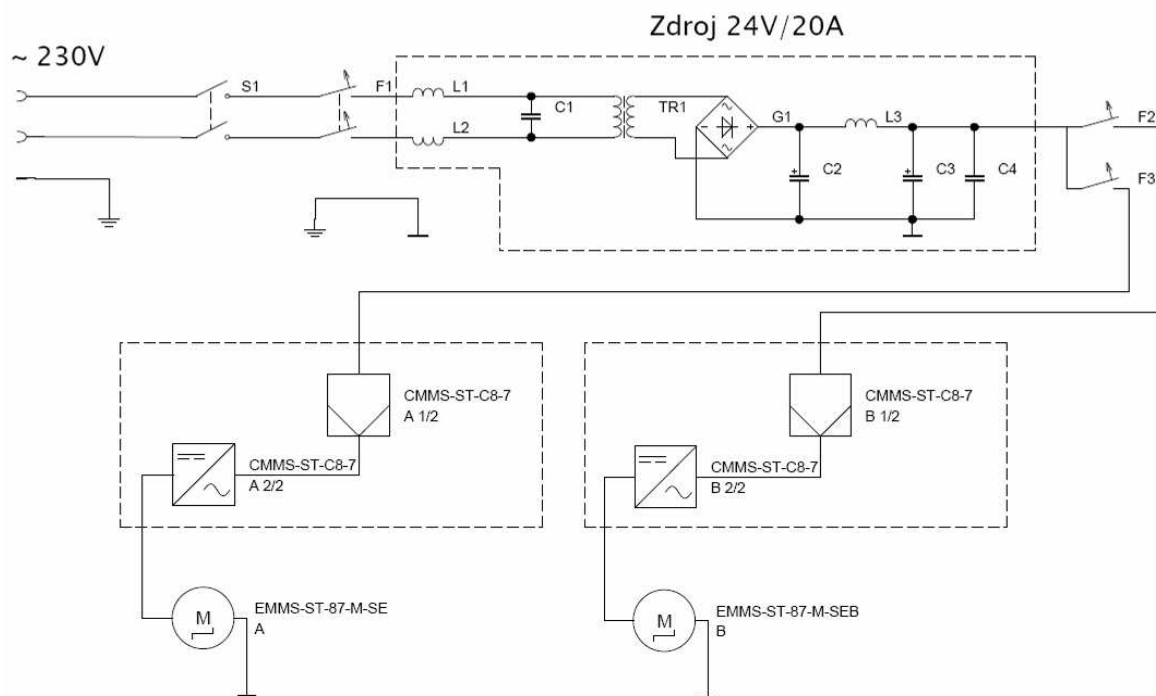 Zdroj 24V/20A
~ 230V
S1
F1
L1
L2
C1
TR1
G1
L3
C2
C3
C4
F2
F3
CMMS-ST-C8-7
A 1/2
CMMS-ST-C8-7
A 2/2
CMMS-ST-C8-7
B 1/2
CMMS-ST-C8-7
B 2/2
M
EMMS-ST-87-M-SE
A
M
EMMS-ST-87-M-SEB
B